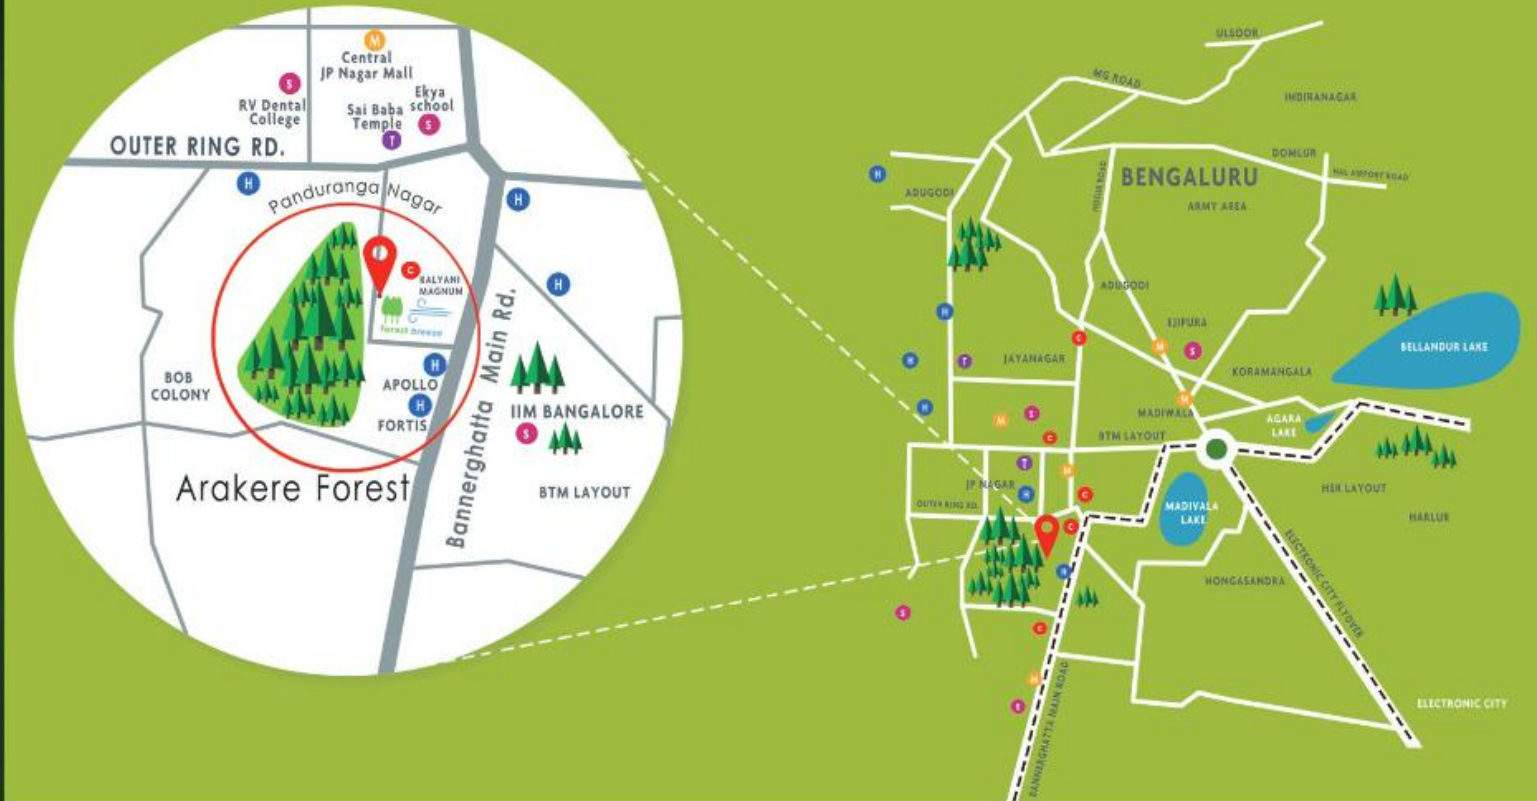 M
Central
JP Nagar Mall
S
RV Dental
College
Ekya
school
S
Sai Baba
Temple
T
OUTER RING RD.
H
Panduranga Nagar
H
C
KALYANI
MAGNUM
forest breeze
H
BOB
COLONY
H
APOLLO
H
FORTIS
Bannerghatta Main Rd.
IIM BANGALORE
S
BTM LAYOUT
Arakere Forest
ULSOOR
MG ROAD
INDIRANAGAR
DOMLUR
HAL AIRPORT ROAD
H
ADUGODI
BENGALURU
ARMY AREA
ADUGODI
H
EJIPURA
C
M
S
H
T
JAYANAGAR
KORAMANGALA
BELLANDUR LAKE
H
M
S
M
MADIWALA
AGARA
LAKE
C
BTM LAYOUT
T
M
JP NAGAR
H
C
OUTER RING RD.
C
MADIVALA
LAKE
HSR LAYOUT
HARLUR
H
HONGASANDRA
ELECTRONIC CITY FLYOVER
S
C
M
S
BANNERGHATTA MAIN ROAD
ELECTRONIC CITY